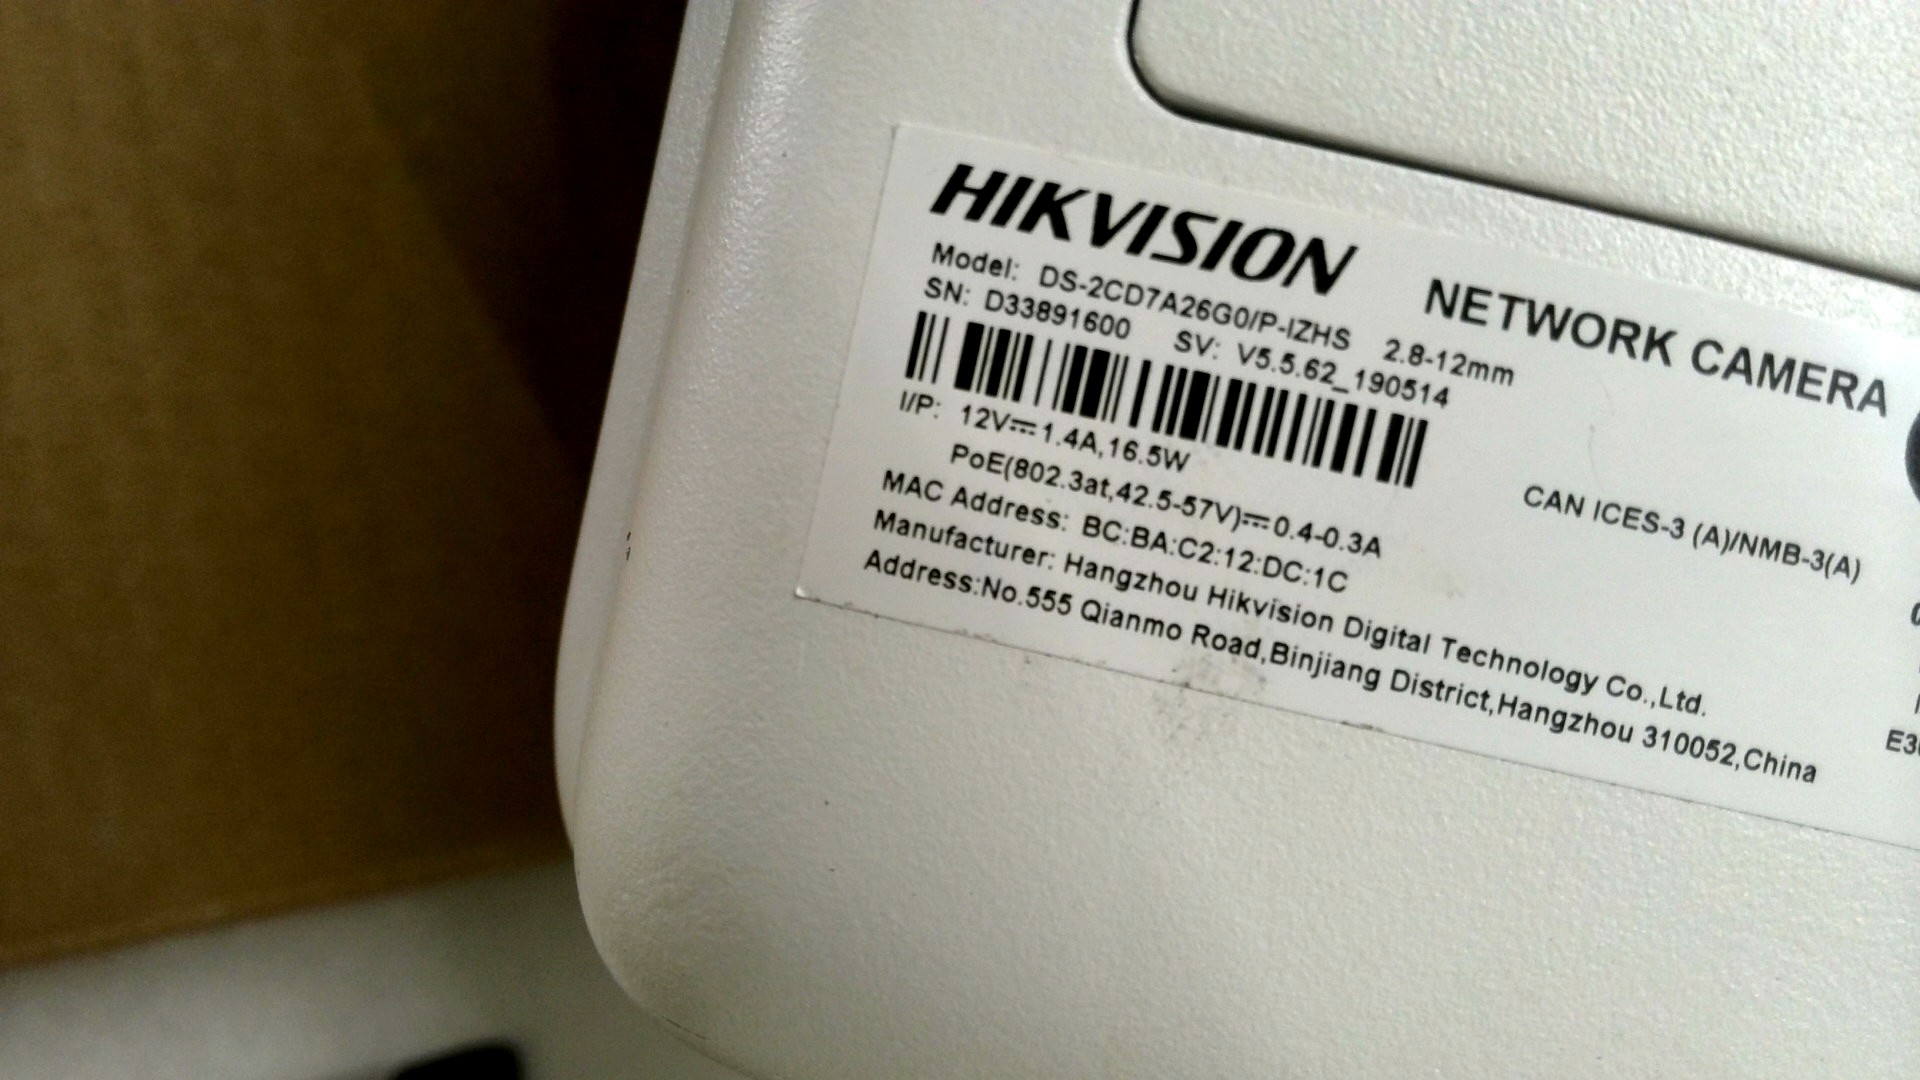 HIKVISION
NETWORK CAMERA
Model: DS-2CD7A26G0/P-IZHS 2.8-12mm
SN: D33891600 SV: V5.5.62_190514
I/P: 12V⎓1.4A,16.5W
PoE(802.3at,42.5-57V)⎓0.4-0.3A
CAN ICES-3 (A)/NMB-3(A)
MAC Address: BC:BA:C2:12:DC:1C
Manufacturer: Hangzhou Hikvision Digital Technology Co.,Ltd.
Address:No.555 Qianmo Road,Binjiang District,Hangzhou 310052,China